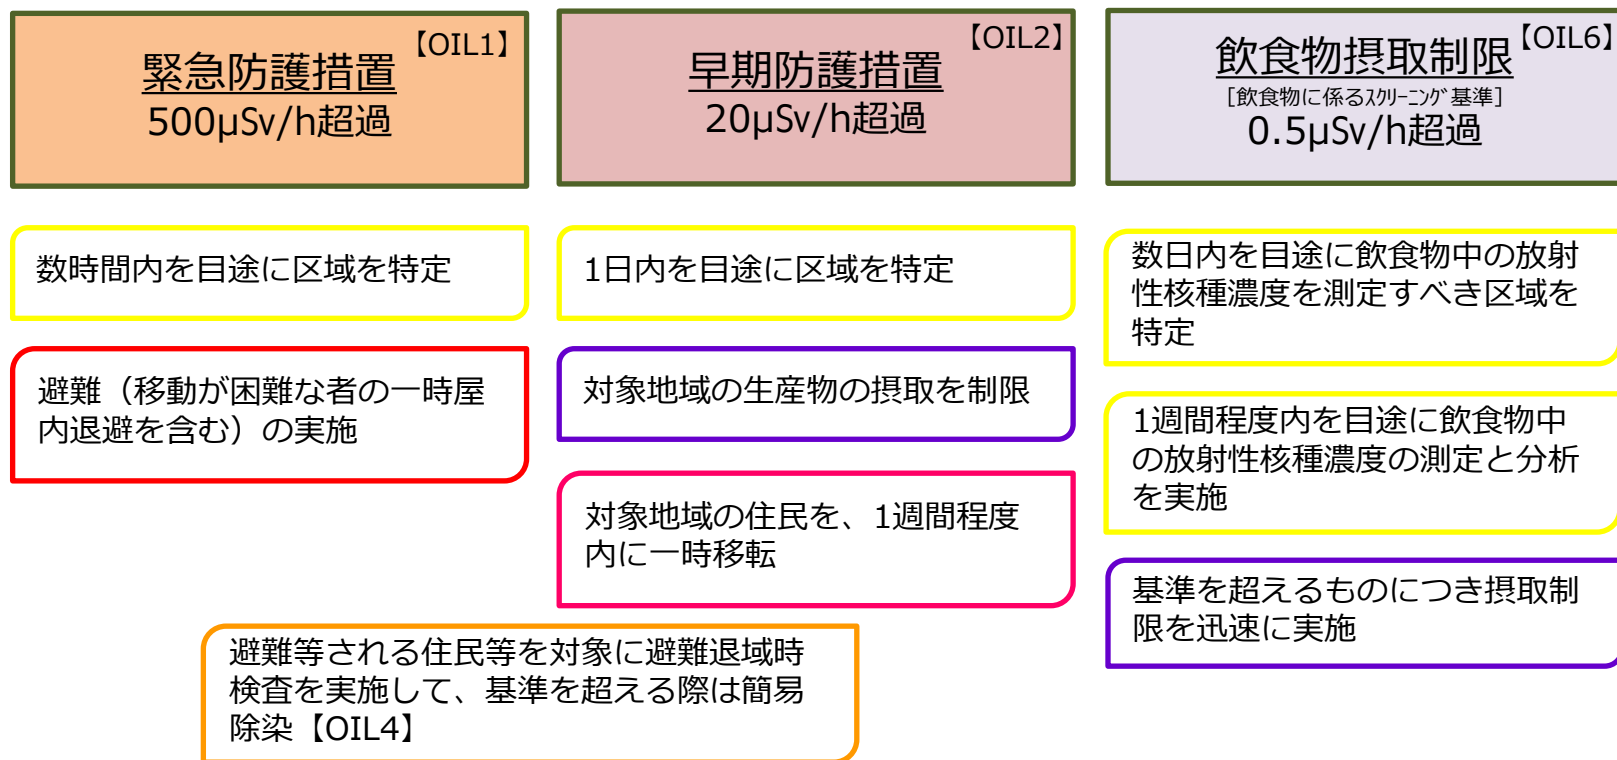 【OIL1】
緊急防護措置
500μSv/h超過
数時間内を目途に区域を特定
避難（移動が困難な者の一時屋
内退避を含む）の実施
【OIL2】
早期防護措置
20μSv/h超過
1日内を目途に区域を特定
対象地域の生産物の摂取を制限
対象地域の住民を、1週間程度
内に一時移転
避難等される住民等を対象に避難退域時
検査を実施して、基準を超える際は簡易
除染【OIL4】
【OIL6】
飲食物摂取制限
［飲食物に係るｽｸﾘｰﾆﾝｸﾞ基準］
0.5μSv/h超過
数日内を目途に飲食物中の放射
性核種濃度を測定すべき区域を
特定
1週間程度内を目途に飲食物中
の放射性核種濃度の測定と分析
を実施
基準を超えるものにつき摂取制
限を迅速に実施